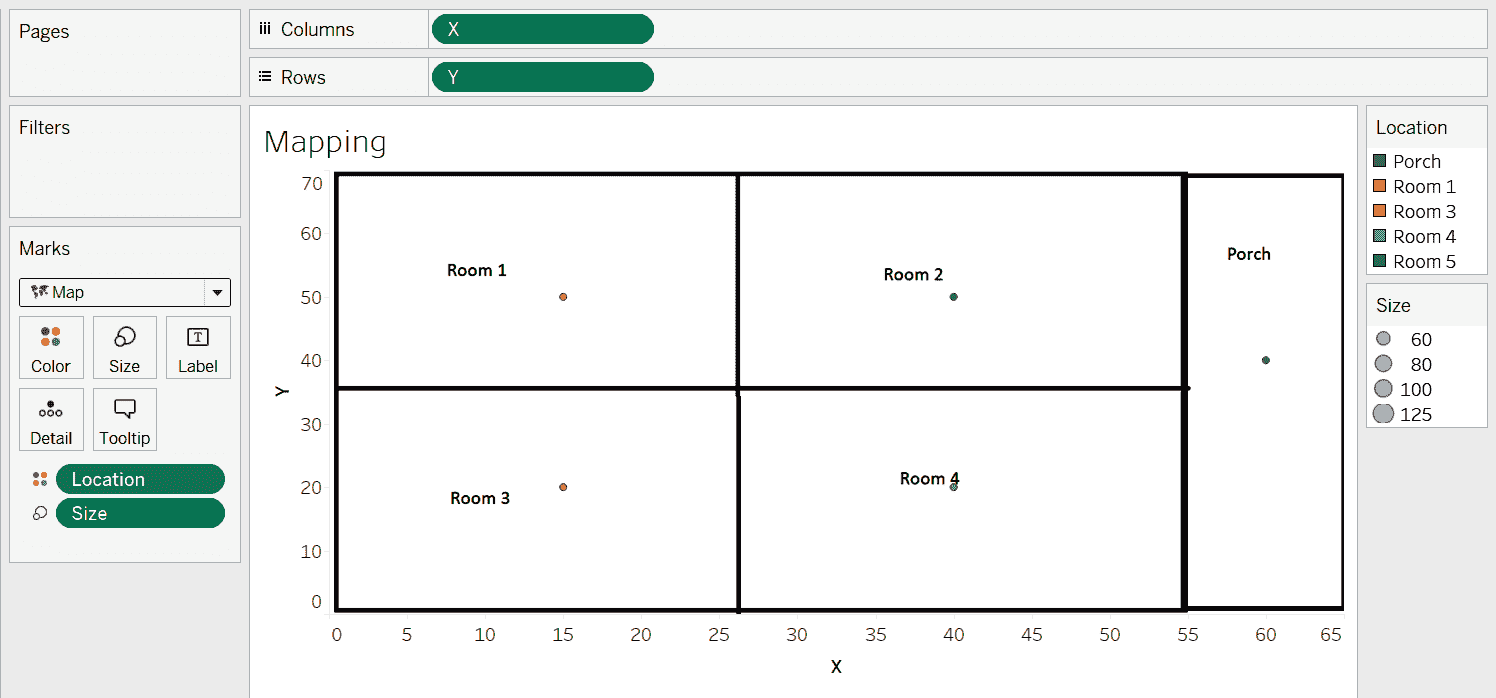 Pages
Columns
X
Rows
Y
Filters
Marks
Map
Color
Size
Label
Detail
Tooltip
Location
Size
Mapping
70
60
50
40
30
20
10
0
Y
Room 1
Room 2
Porch
Room 3
Room 4
0 5 10 15 20 25 30 35 40 45 50 55 60 65
X
Location
Porch
Room 1
Room 3
Room 4
Room 5
Size
60
80
100
125